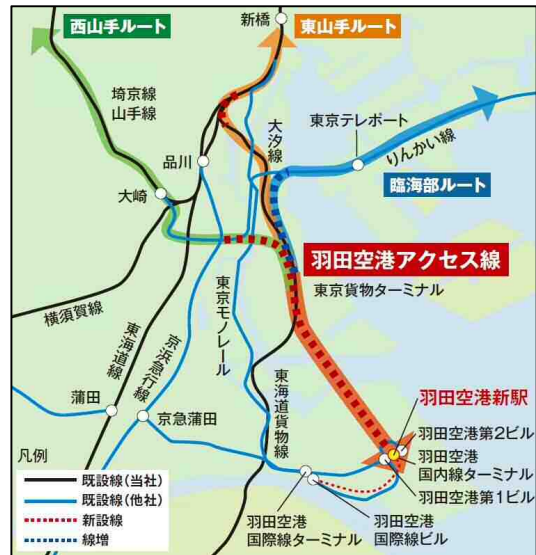 西山手ルート
新橋
東山手ルート
埼京線
山手線
大汐線
東京テレポート
りんかい線
品川
大崎
臨海部ルート
羽田空港アクセス線
東京貨物ターミナル
横須賀線
東海道線
京浜急行線
東京モノレール
東海道貨物線
蒲田
京急蒲田
羽田空港新駅
羽田空港第2ビル
羽田空港
国内線ターミナル
羽田空港第1ビル
羽田空港
国際線ターミナル
羽田空港
国際線ビル
凡例
既設線(当社)
既設線(他社)
新設線
線増